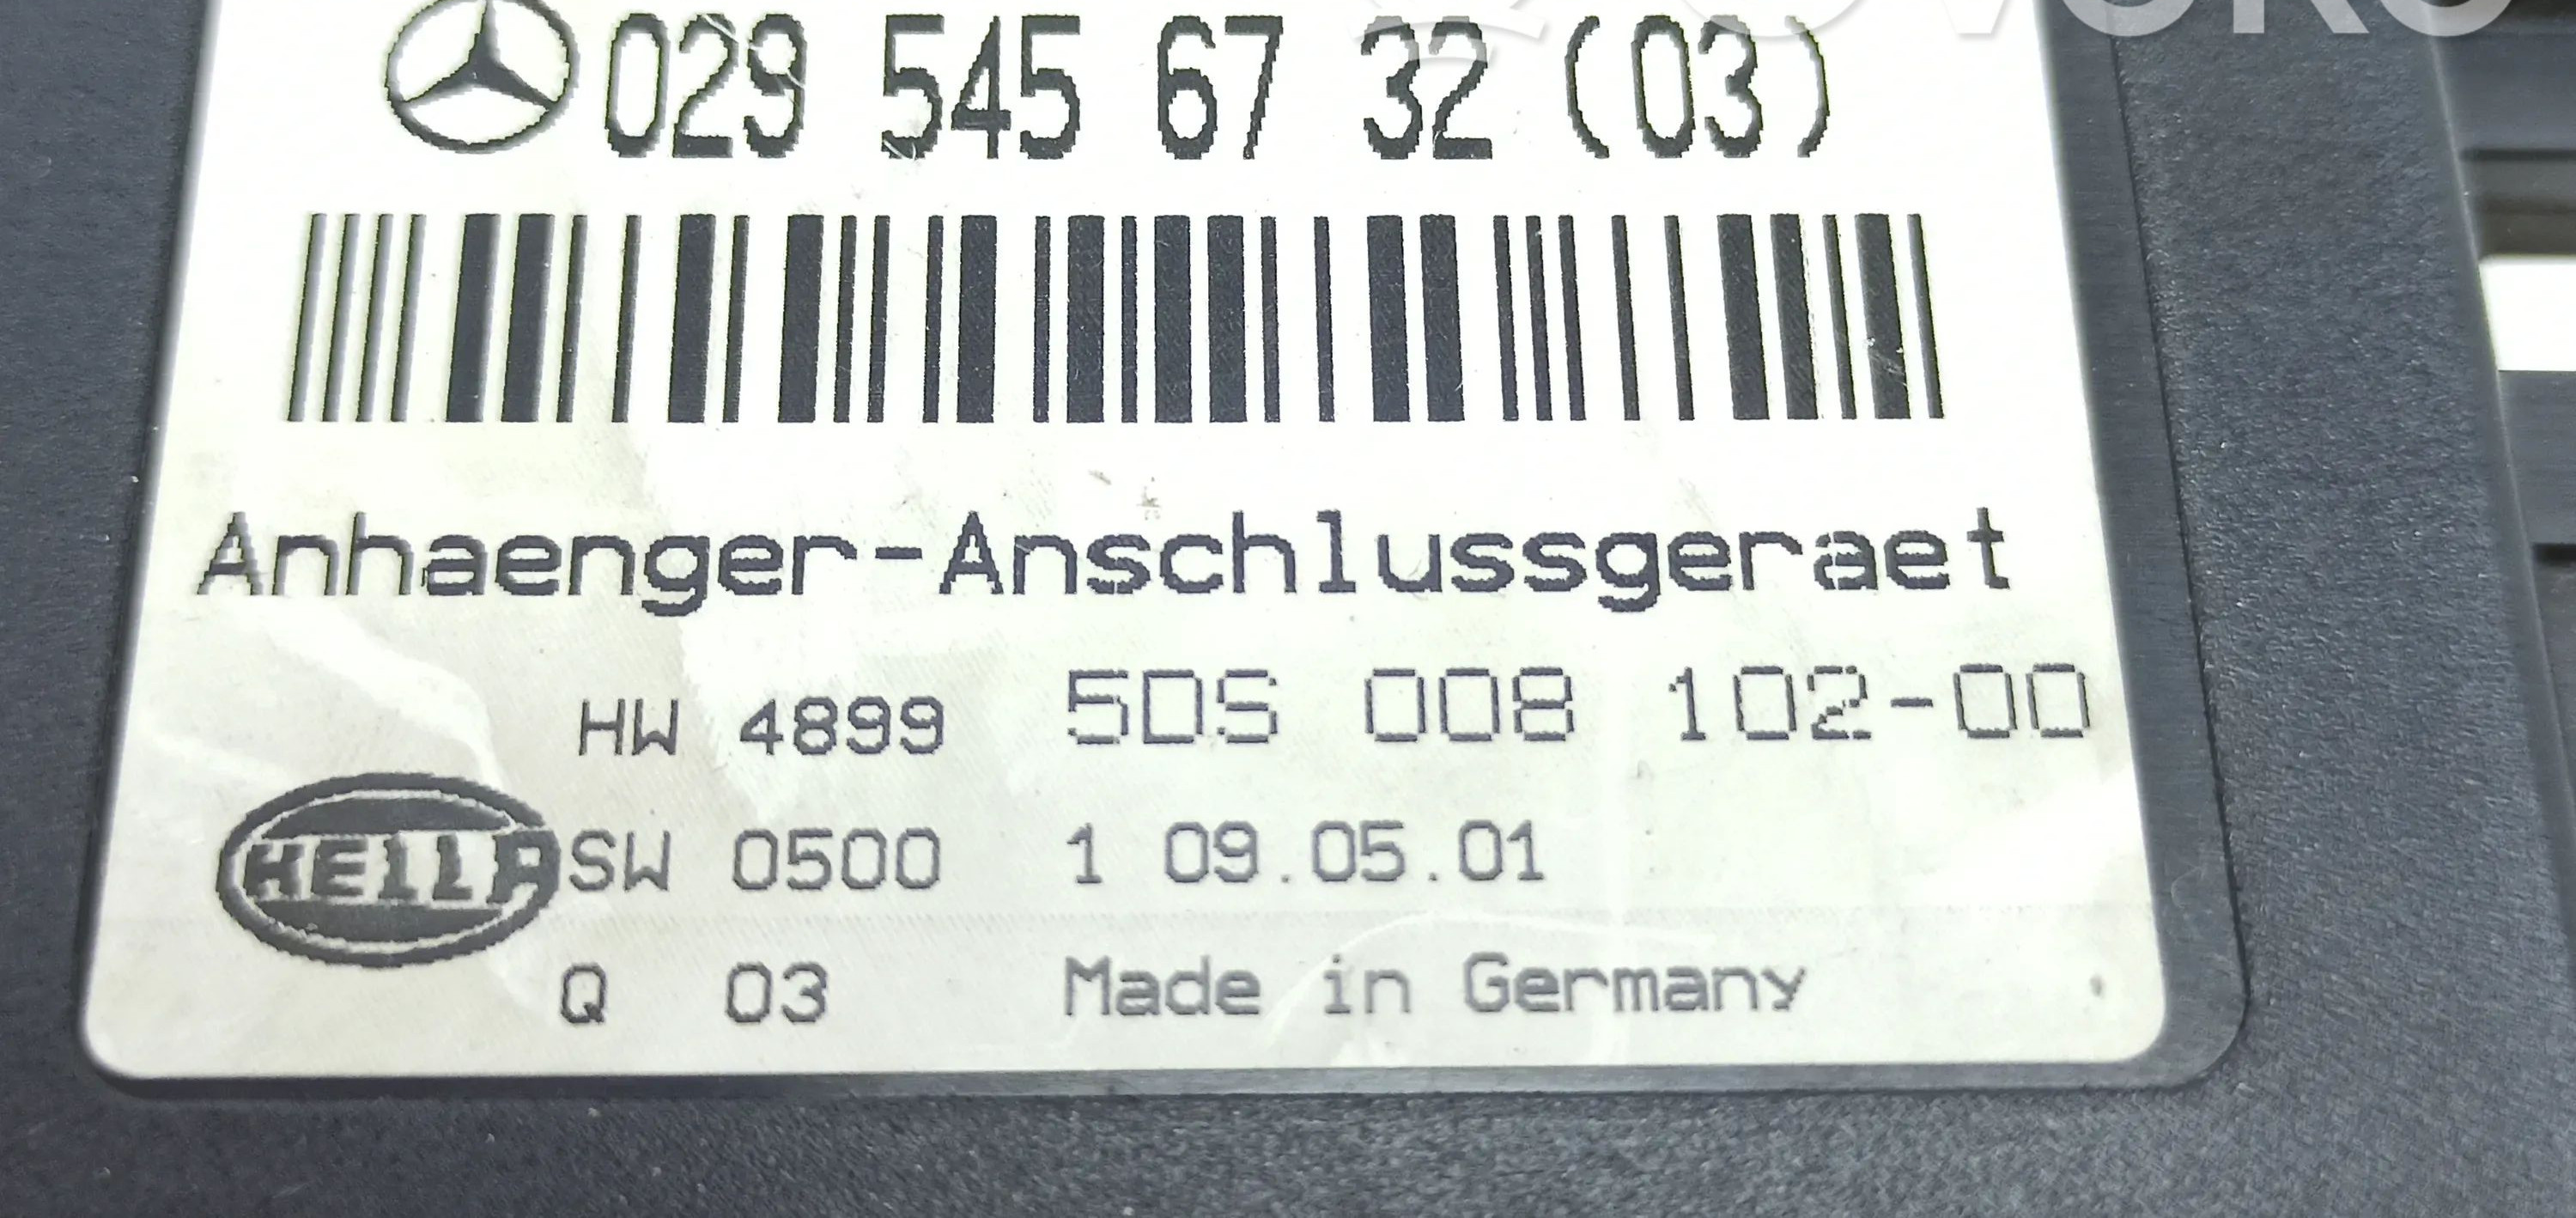 029 545 67 32 (03)
Anhaenger-Anschlussgeraet
HW 4899 5DS 008 102-00
HELLA SW 0500 1 09.05.01
Q 03 Made in Germany